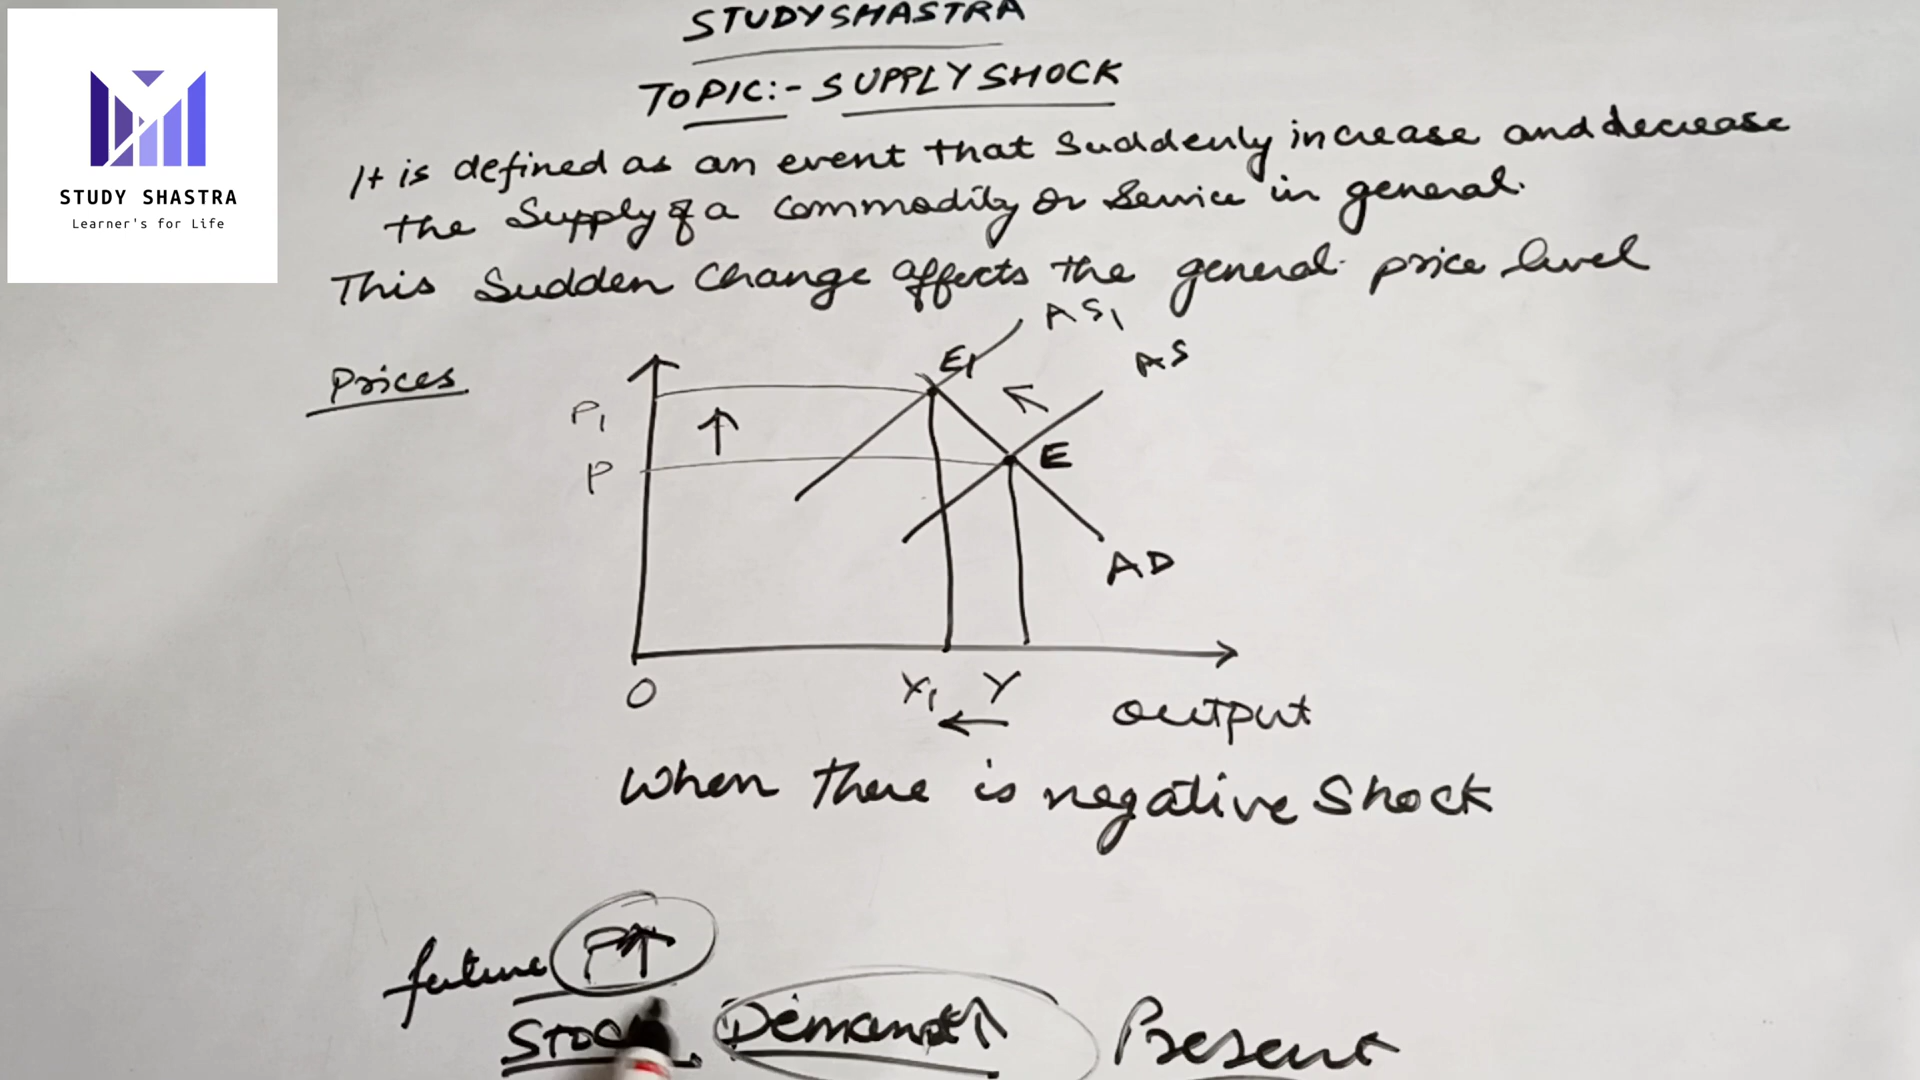 STUDY SHASTRA
Learner's for Life
STUDYSHASTRA
TOPIC:- SUPPLY SHOCK
It is defined as an event that suddenly increase and decrease
the Supply of a Commodity or Service in general.
This Sudden Change affects the general price level
Prices
AS1
AS
E1
P1
E
P
AD
O
Y1 Y
output
When there is negative Shock
future P↑
Demand↑ Present